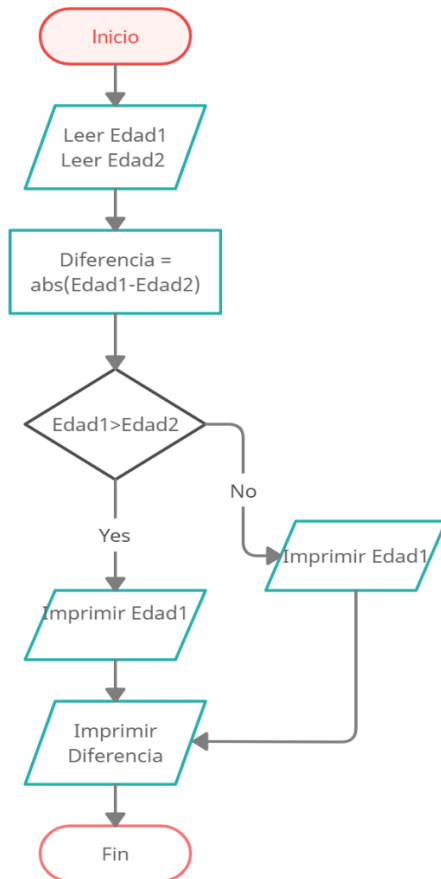 Inicio
Leer Edad1
Leer Edad2
Diferencia =
abs(Edad1-Edad2)
Edad1>Edad2
No
Yes
Imprimir Edad1
Imprimir Edad1
Imprimir
Diferencia
Fin